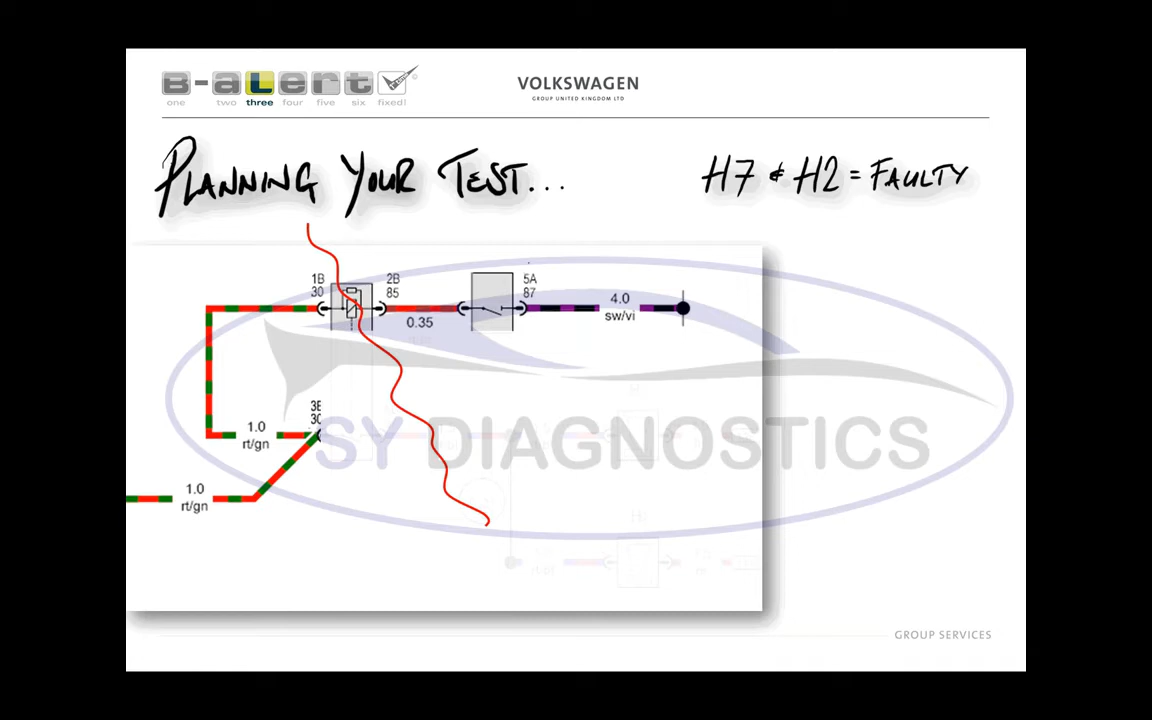 B-aLert
one two three four five six fixed!
VOLKSWAGEN
GROUP UNITED KINGDOM LTD
PLANNING YOUR TEST...
H7 & H2 = FAULTY
1B 2B 5A
30 85 87
4.0
sw/vi
0.35
3E
30
1.0
rt/gn
SY DIAGNOSTICS
1.0
rt/gn
GROUP SERVICES